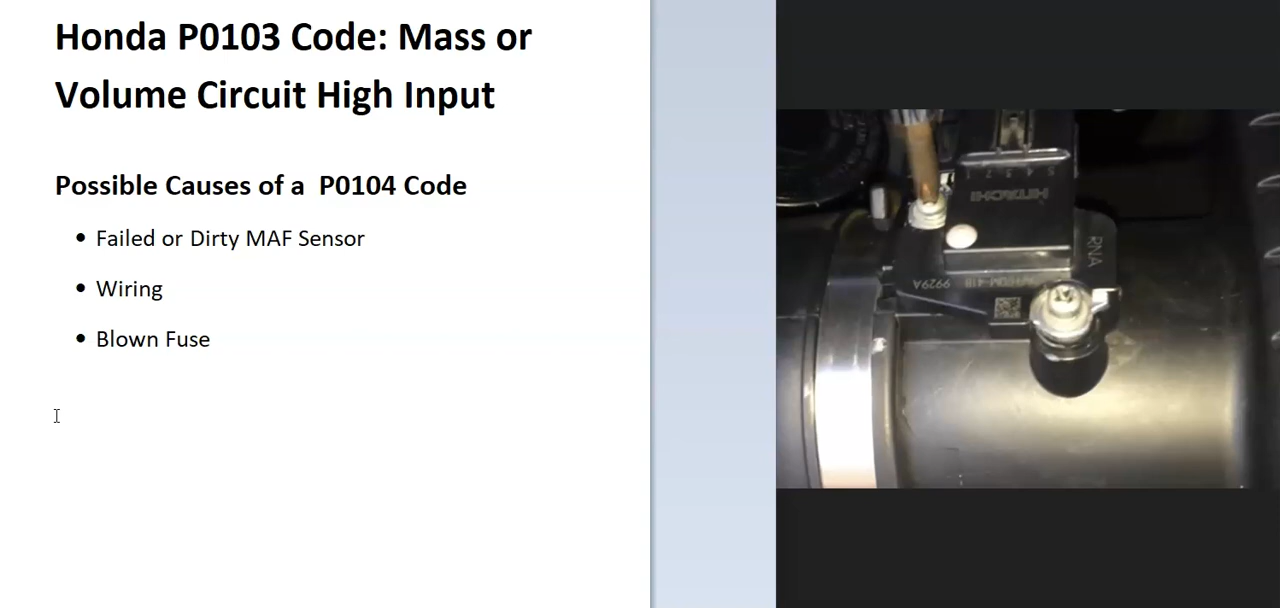 Honda P0103 Code: Mass or
Volume Circuit High Input
Possible Causes of a  P0104 Code
• Failed or Dirty MAF Sensor
• Wiring
• Blown Fuse
HITACHI
RNA
9929A